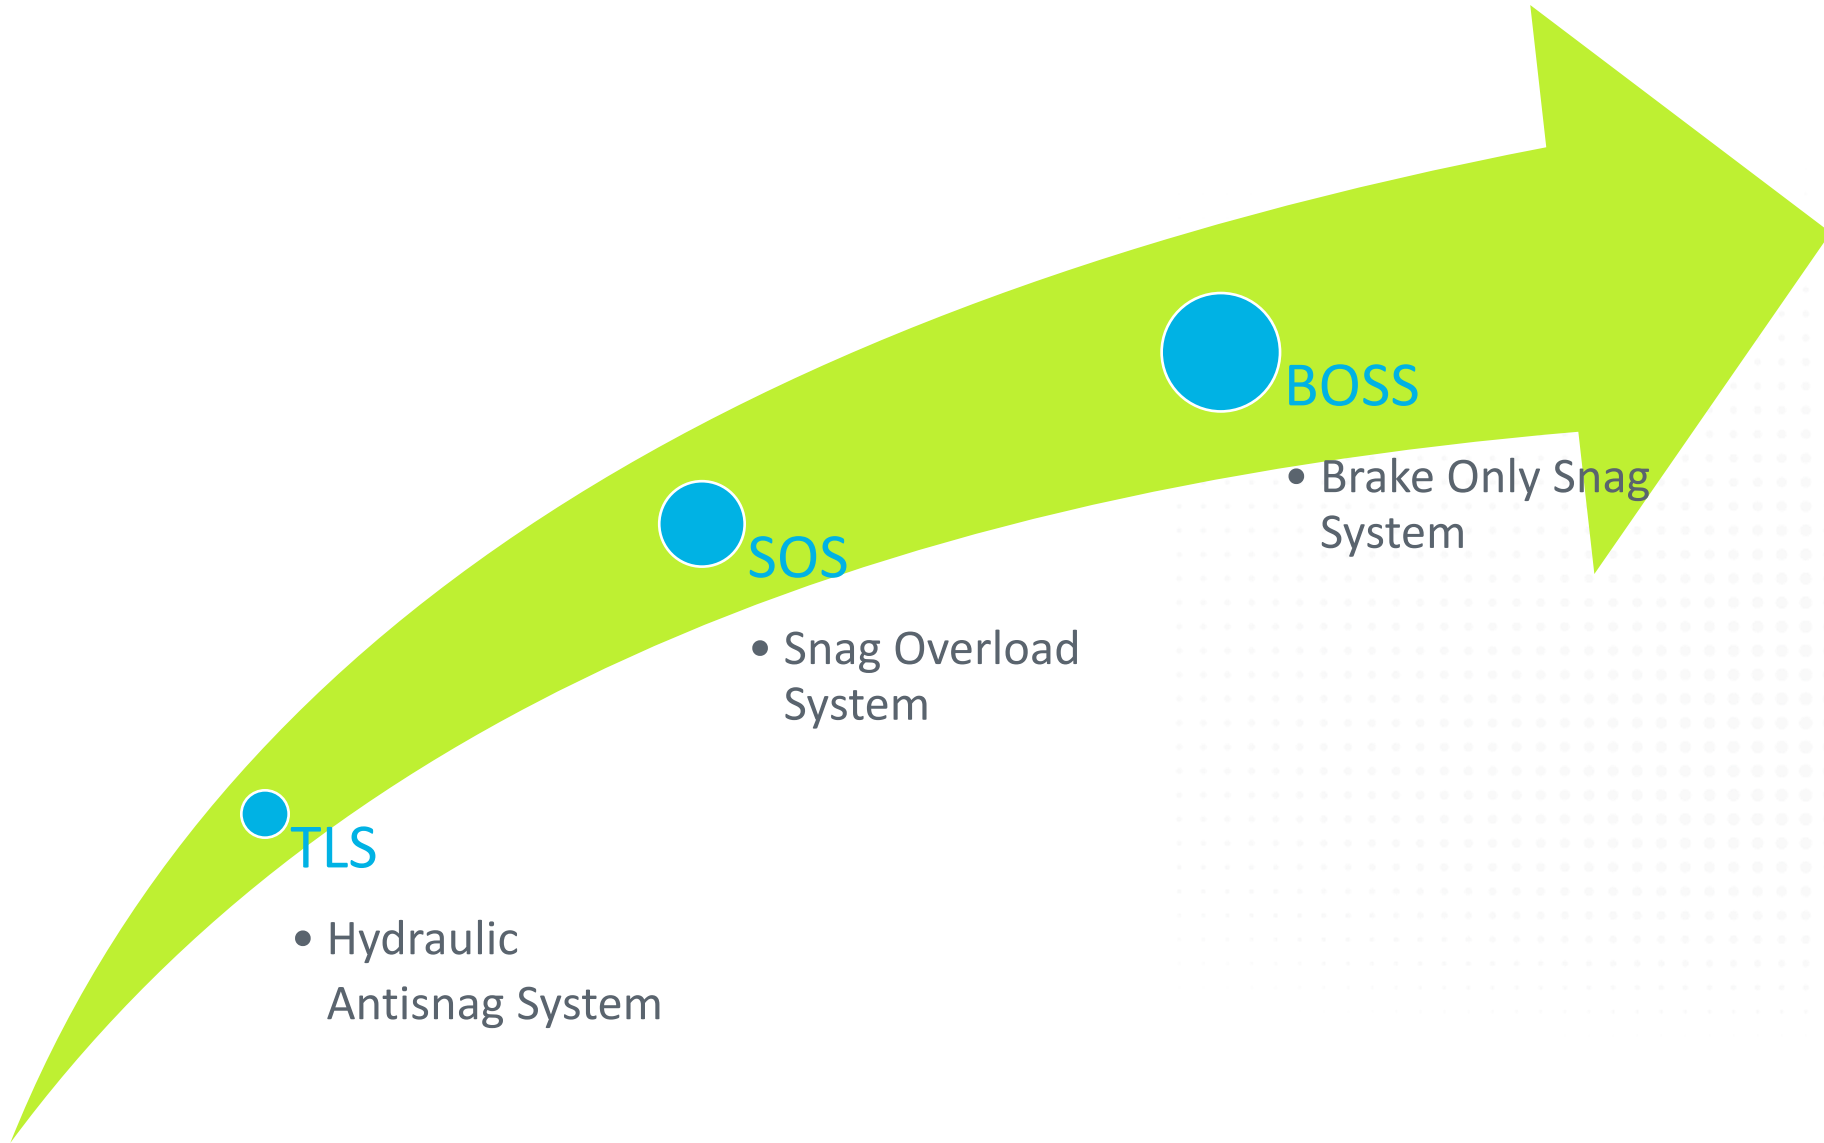 TLS
• Hydraulic
Antisnag System
SOS
• Snag Overload
System
BOSS
• Brake Only Snag
System